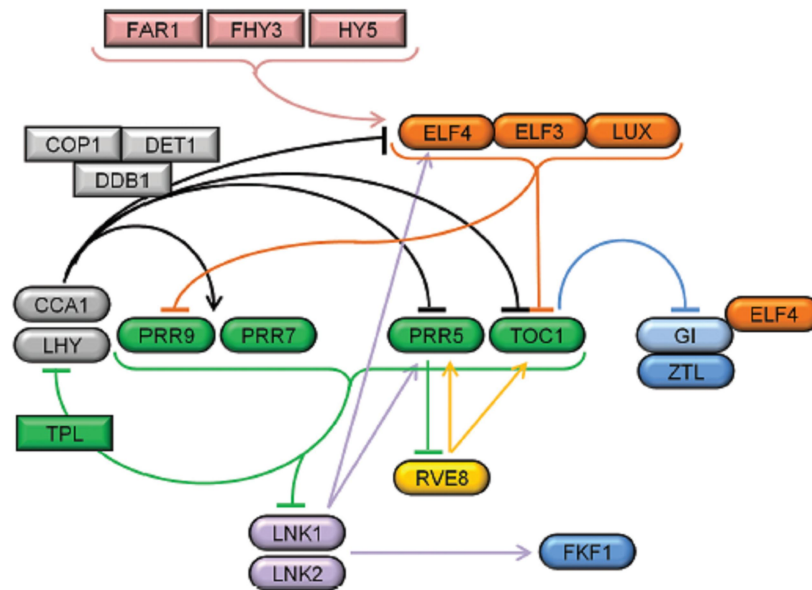 FAR1 FHY3 HY5
COP1 DET1
DDB1
ELF4 ELF3 LUX
CCA1
LHY
PRR9 PRR7 PRR5 TOC1
GI ELF4
ZTL
TPL
RVE8
LNK1
LNK2
FKF1